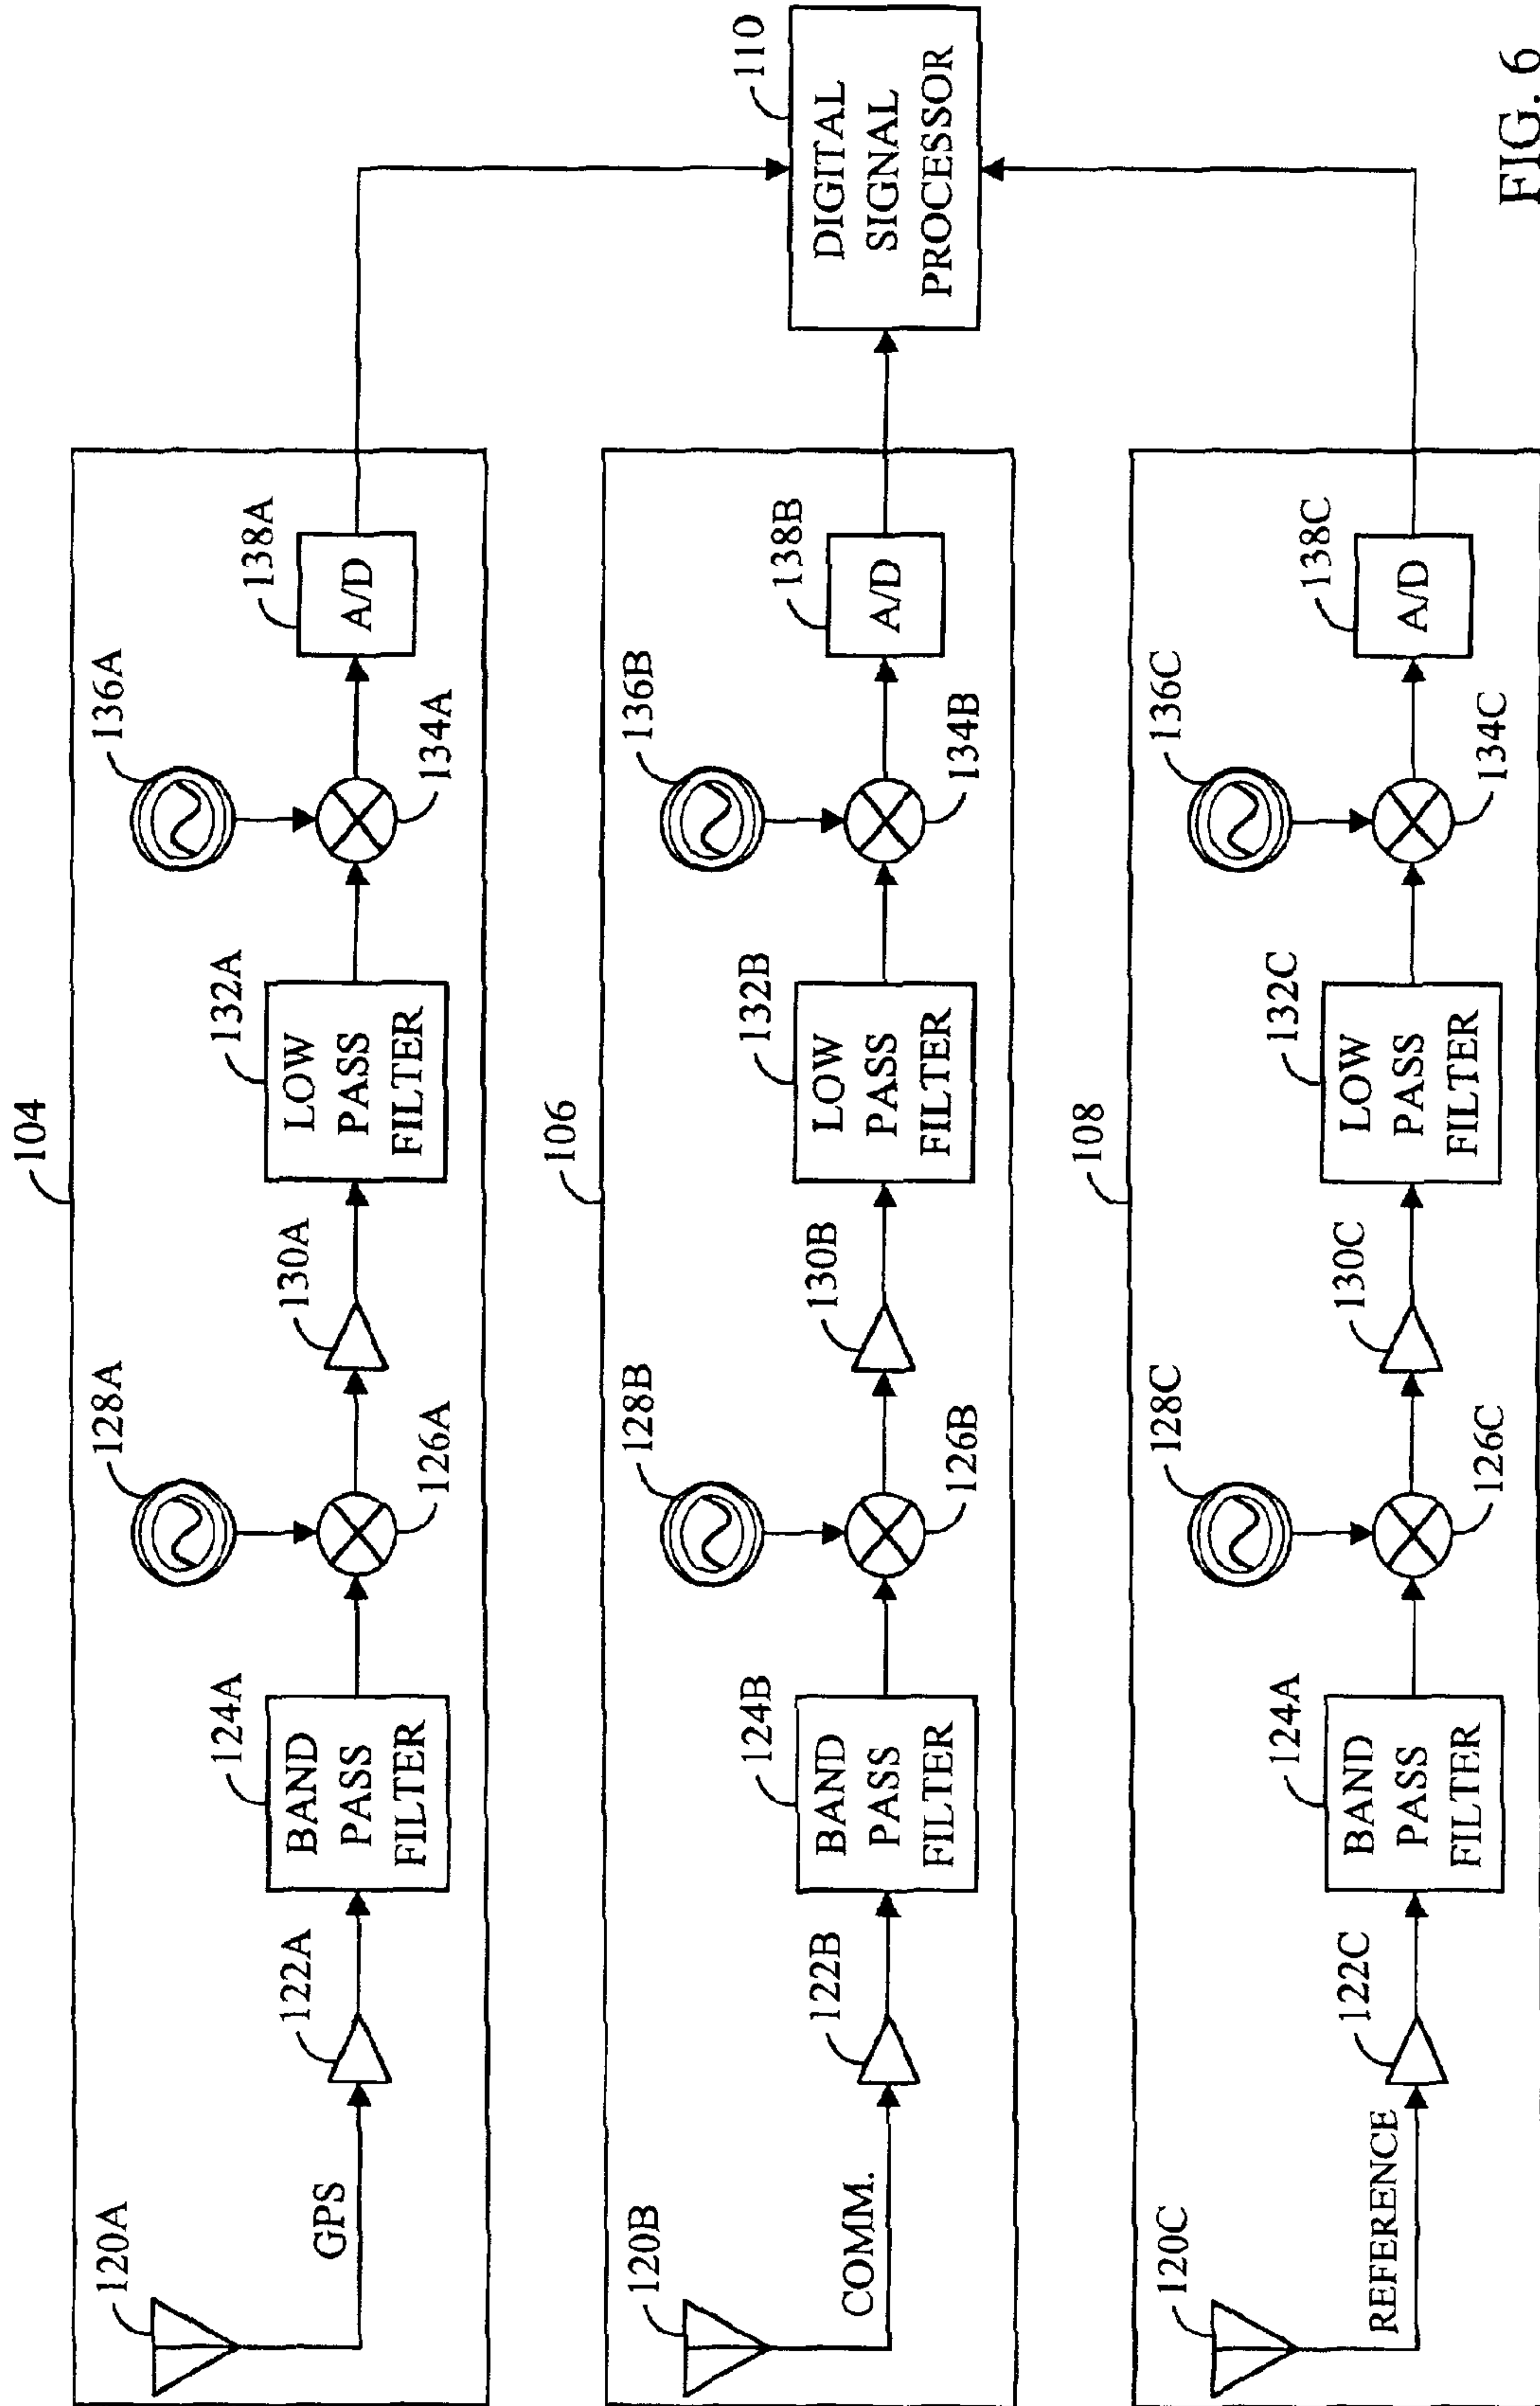 104
120A
GPS
122A
124A
BAND
PASS
FILTER
128A
126A
130A
132A
LOW
PASS
FILTER
136A
134A
138A
A/D
106
120B
COMM.
122B
124B
BAND
PASS
FILTER
128B
126B
130B
132B
LOW
PASS
FILTER
136B
134B
138B
A/D
110
DIGITAL
SIGNAL
PROCESSOR
108
120C
REFERENCE
122C
124A
BAND
PASS
FILTER
128C
126C
130C
132C
LOW
PASS
FILTER
136C
134C
138C
A/D
FIG. 6